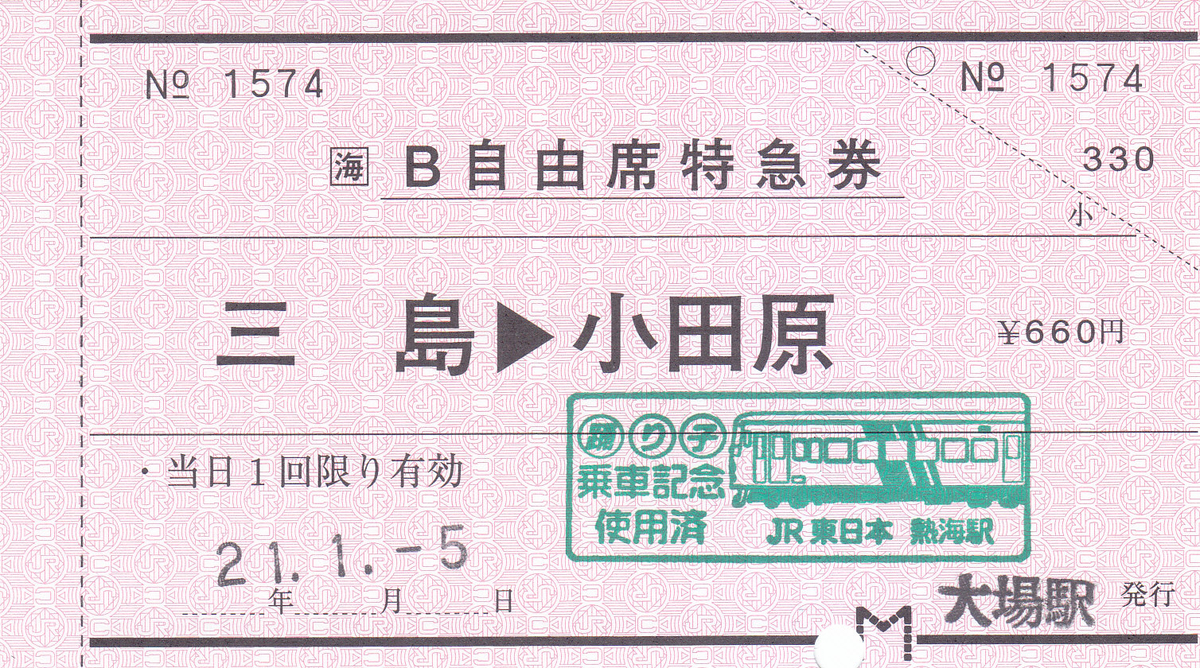 № 1574
№ 1574
海 B自由席特急券
330
小
三島▶小田原
¥660円
・当日1回限り有効
踊り子
乗車記念
使用済
JR東日本 熱海駅
21.1.-5
年 月 日
大場駅 発行
M